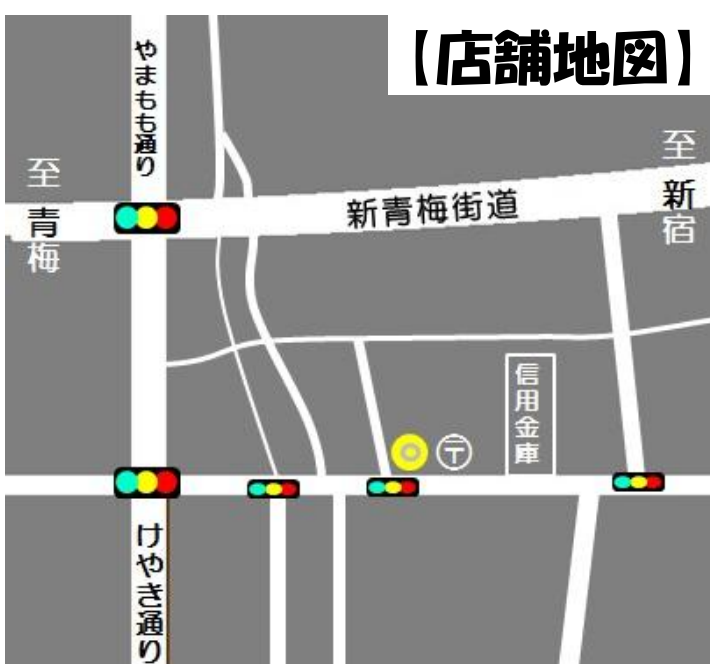 【店舗地図】
やまもも通り
至青梅
新青梅街道
至新宿
信用金庫
〒
けやき通り